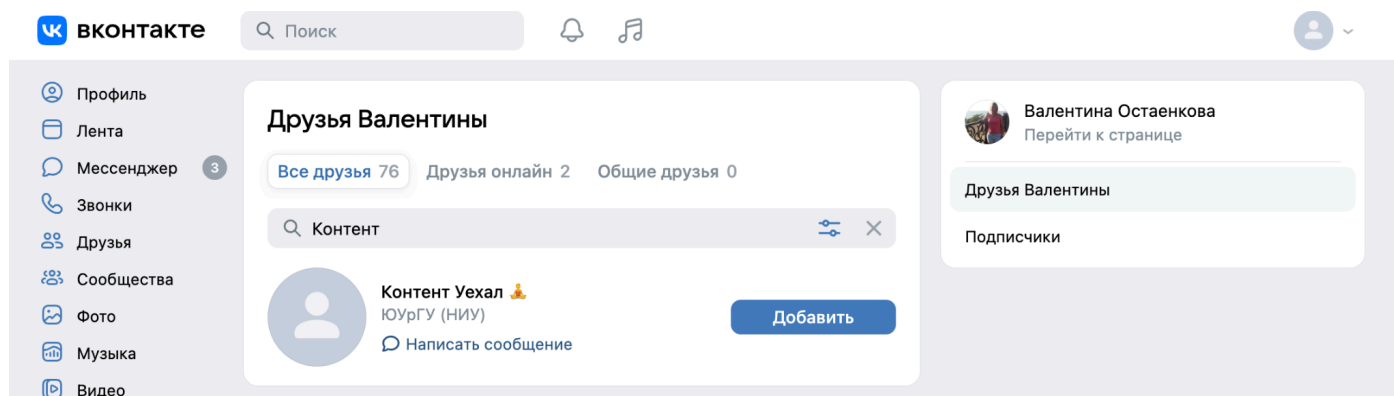 вконтакте
Поиск
Профиль
Лента
Мессенджер 3
Звонки
Друзья
Сообщества
Фото
Музыка
Видео
Друзья Валентины
Все друзья 76 Друзья онлайн 2 Общие друзья 0
Контент
Контент Уехал
ЮУрГУ (НИУ)
Написать сообщение
Добавить
Валентина Остаенкова
Перейти к странице
Друзья Валентины
Подписчики